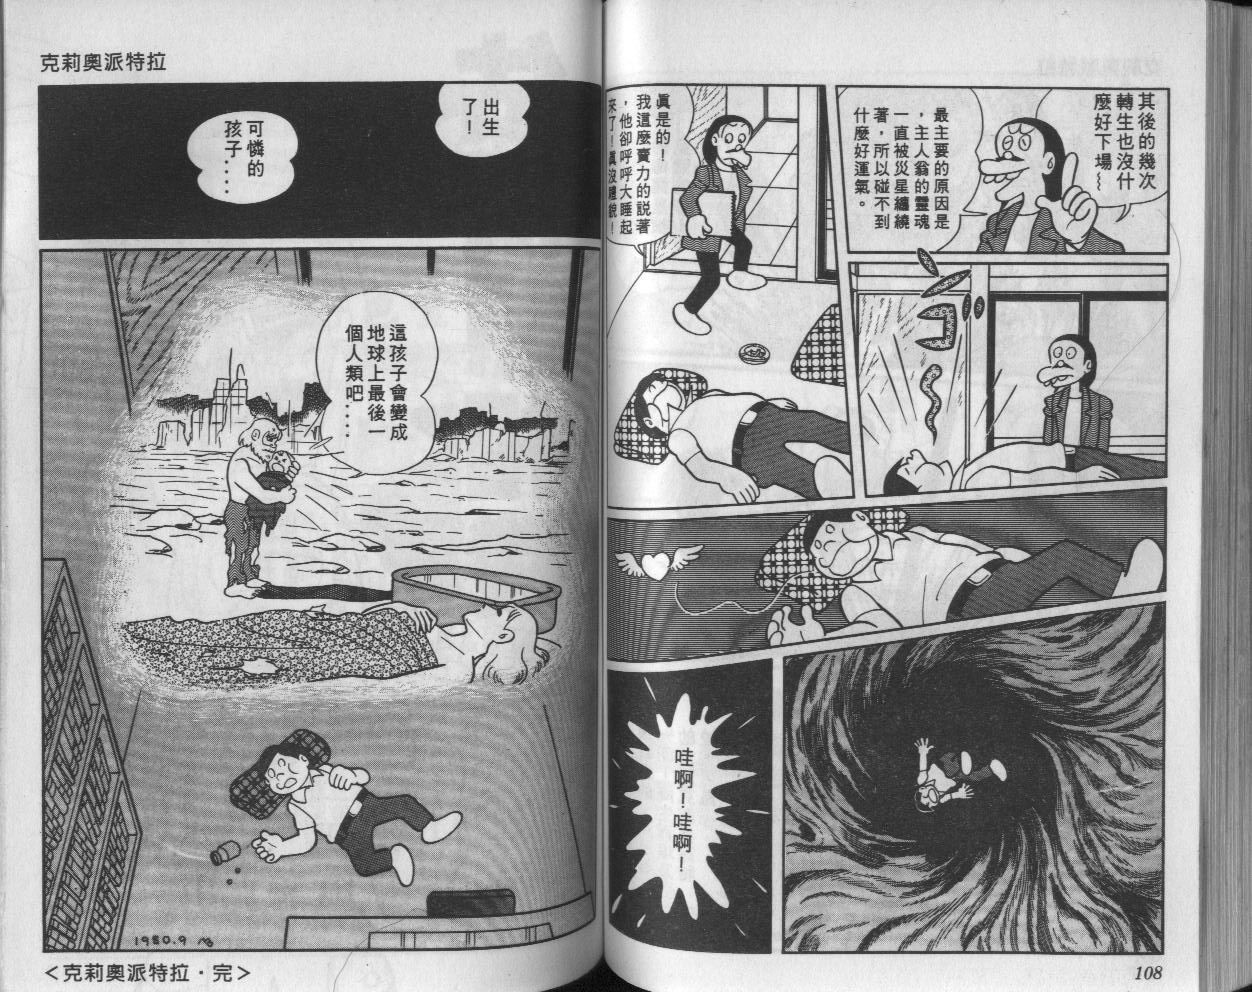 其後的幾次
轉生也沒什
麼好下場~
最主要的原因是
，主人翁的靈魂
一直被災星纏繞
著，所以碰不到
什麼好運氣。
ゴ
眞是的！
我這麼賣力的說著
，他卻呼呼大睡起
來了！眞沒禮貌！
哇啊！哇啊！
108
克莉奧派特拉
出生
了！
可憐的
孩子‥‥
這孩子會變成
地球上最後一
個人類吧‥‥
1980.9
＜克莉奧派特拉・完＞